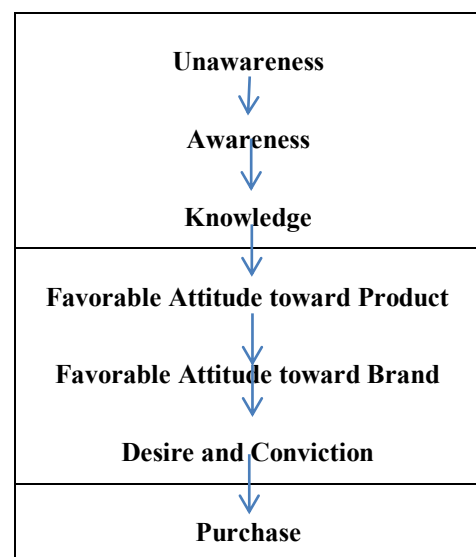 Unawareness
Awareness
Knowledge
Favorable Attitude toward Product
Favorable Attitude toward Brand
Desire and Conviction
Purchase